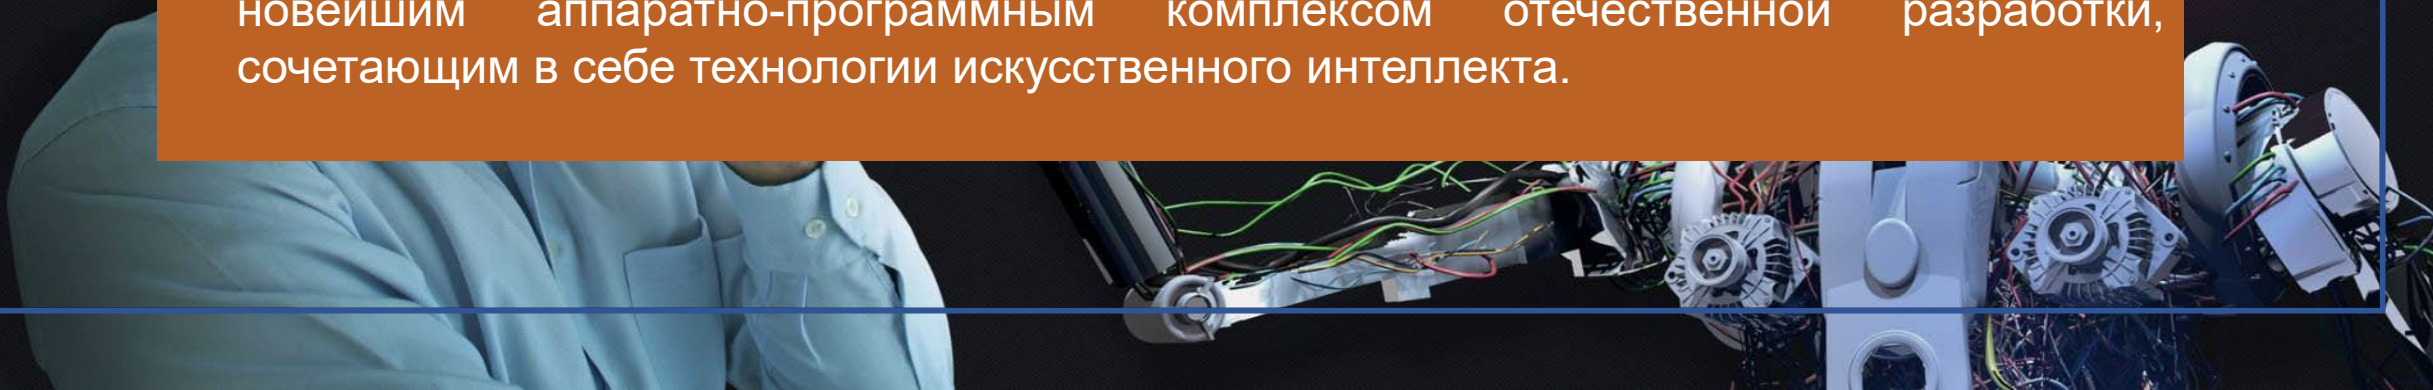 новейшим аппаратно-программным комплексом отечественной разработки,
сочетающим в себе технологии искусственного интеллекта.